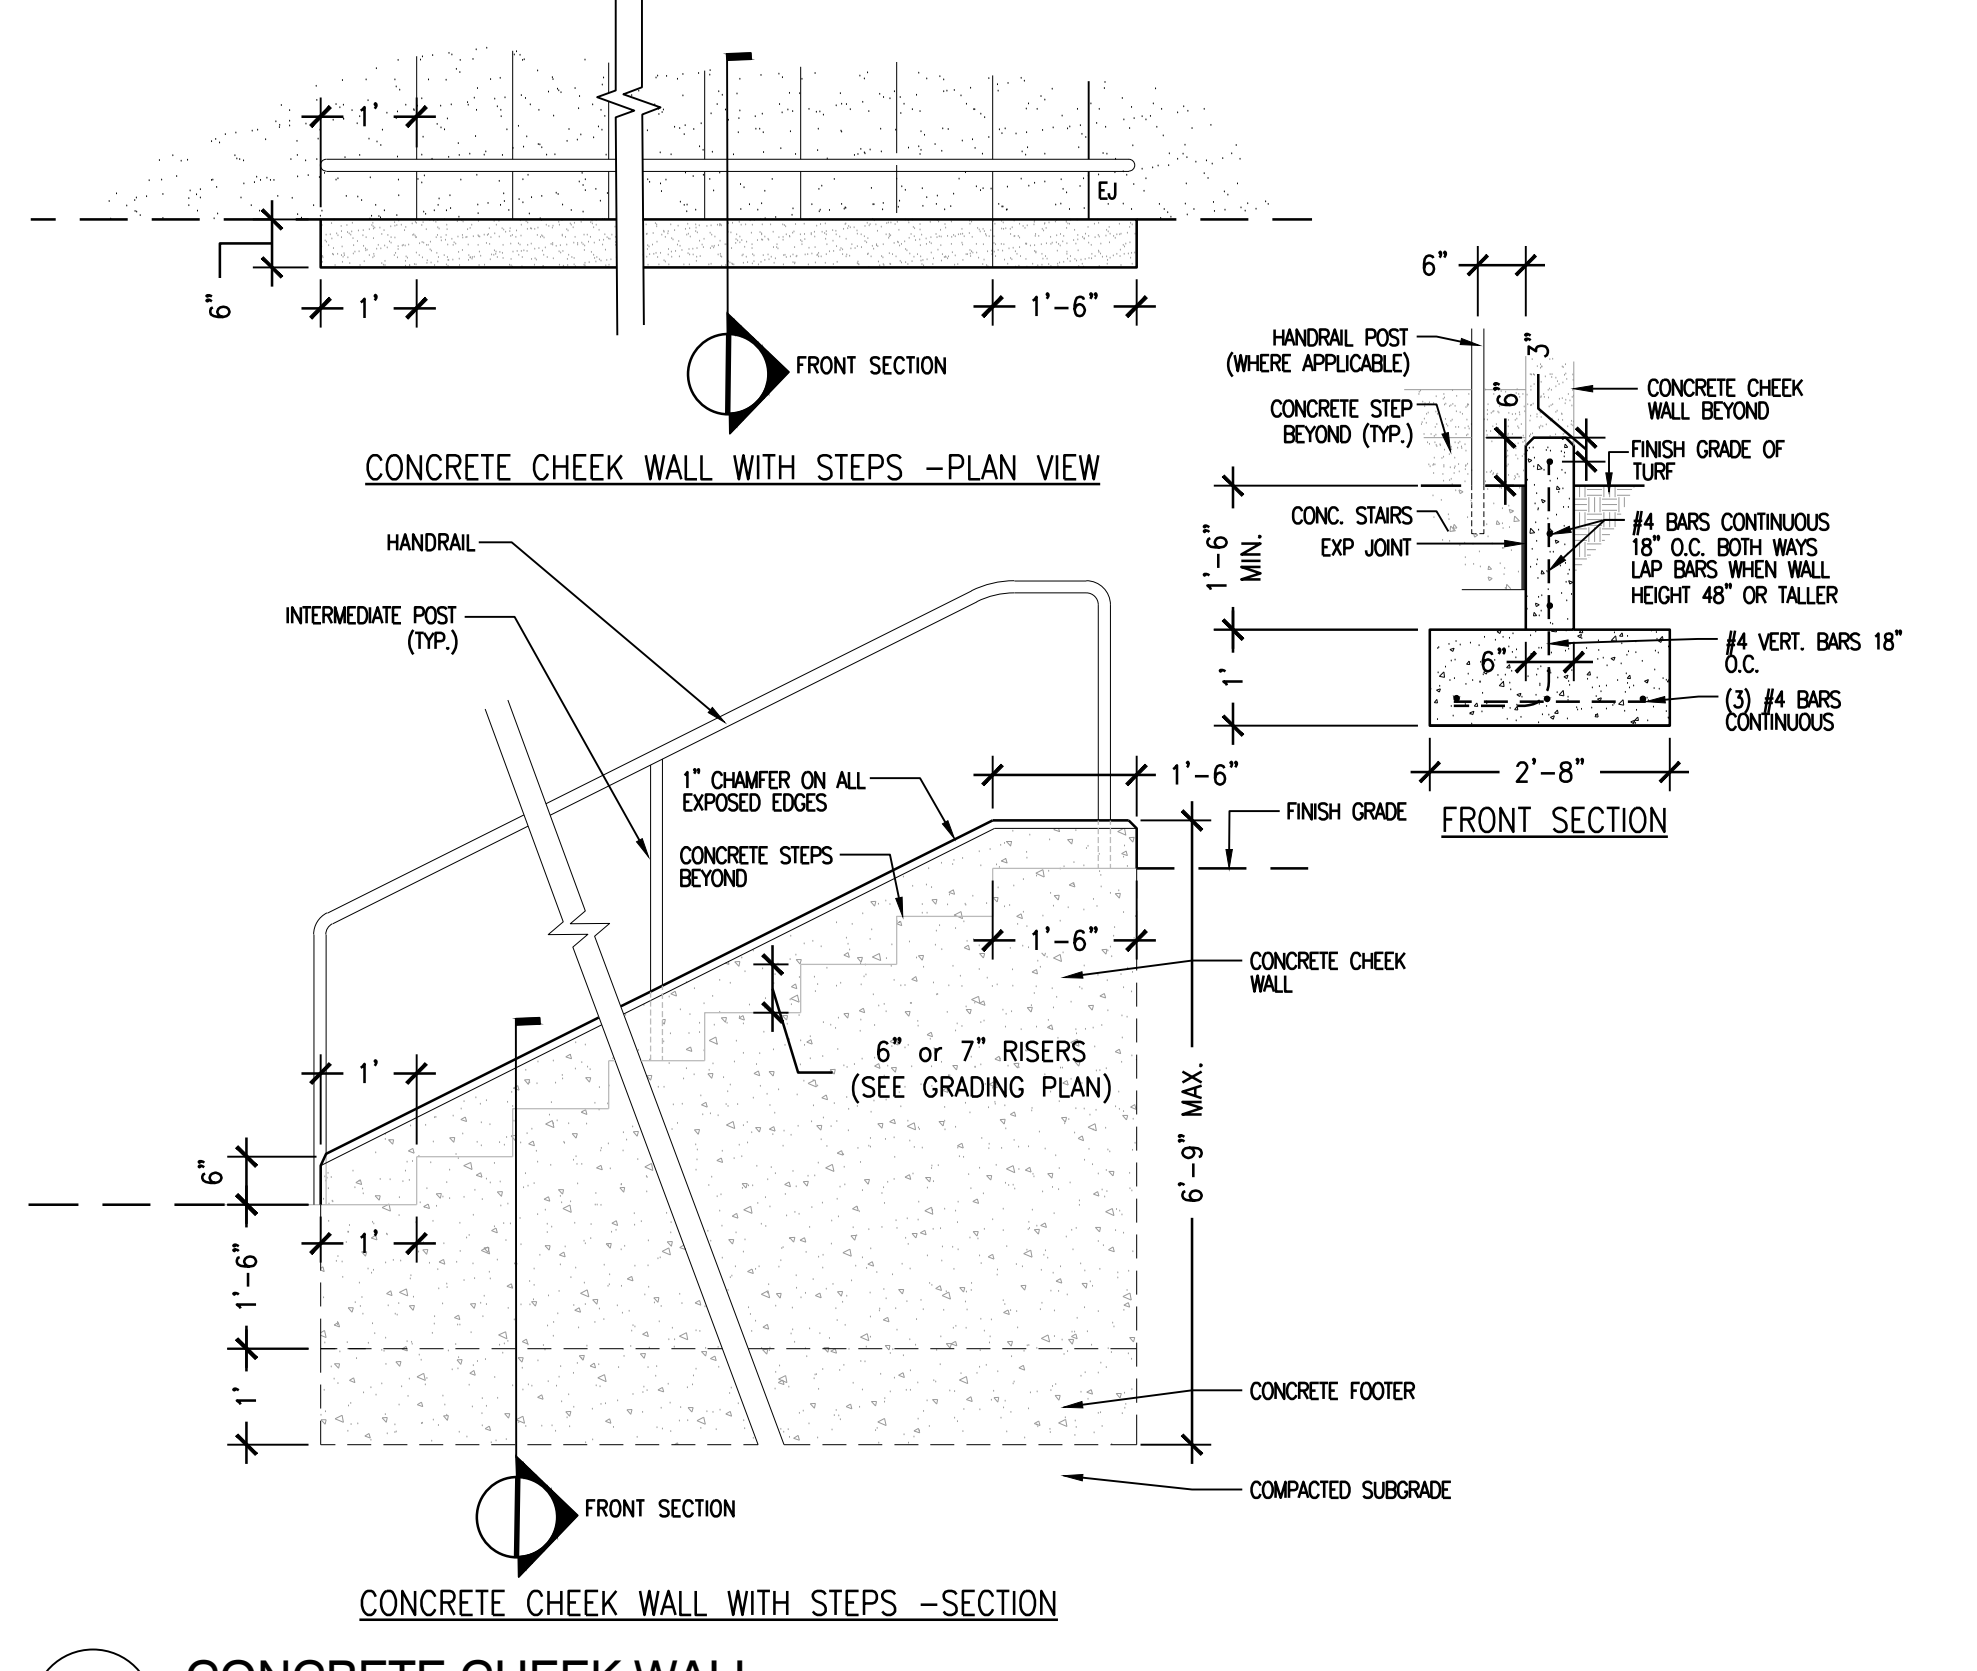 1'
EJ
6"
1'
1'-6"
FRONT SECTION
CONCRETE CHEEK WALL WITH STEPS -PLAN VIEW
6"
3"
HANDRAIL POST
(WHERE APPLICABLE)
6"
CONCRETE CHEEK
WALL BEYOND
CONCRETE STEP
BEYOND (TYP.)
FINISH GRADE OF
TURF
CONC. STAIRS
EXP JOINT
1'-6"
MIN.
#4 BARS CONTINUOUS
18" O.C. BOTH WAYS
LAP BARS WHEN WALL
HEIGHT 48" OR TALLER
#4 VERT. BARS 18"
O.C.
6"
1'
(3) #4 BARS
CONTINUOUS
2'-8"
FRONT SECTION
HANDRAIL
INTERMEDIATE POST
(TYP.)
1" CHAMFER ON ALL
EXPOSED EDGES
1'-6"
FINISH GRADE
CONCRETE STEPS
BEYOND
1'-6"
CONCRETE CHEEK
WALL
6" or 7" RISERS
(SEE GRADING PLAN)
1'
6'-9" MAX.
6"
1'
1'-6"
1'
CONCRETE FOOTER
COMPACTED SUBGRADE
FRONT SECTION
CONCRETE CHEEK WALL WITH STEPS -SECTION
CONCRETE CHEEK WALL